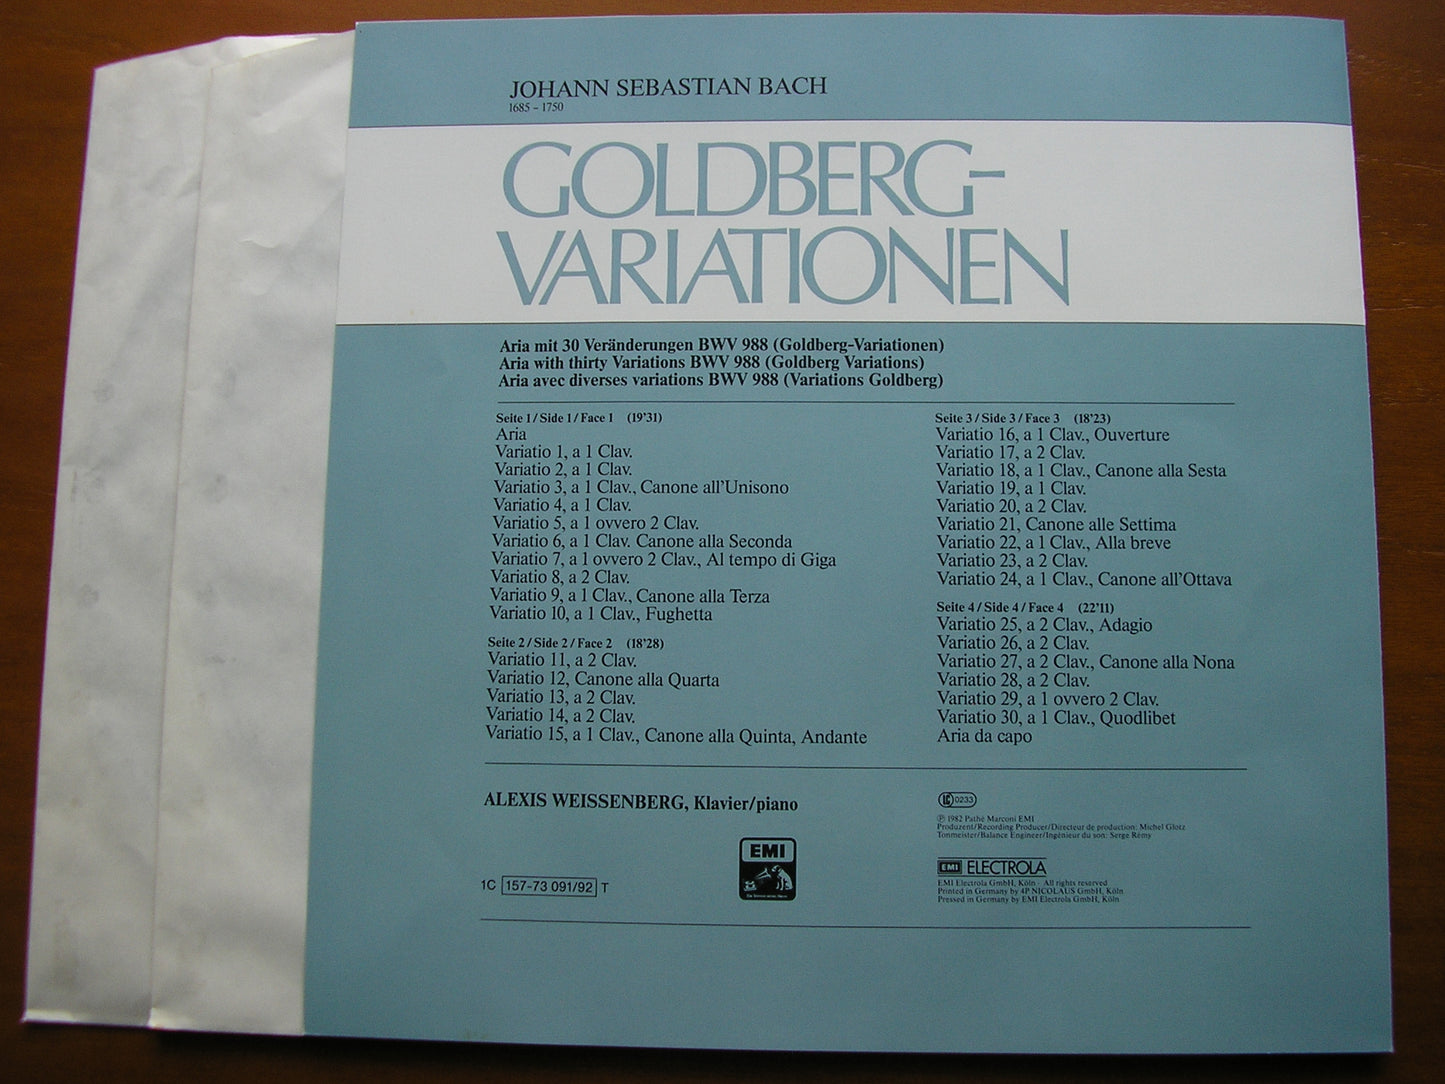 JOHANN SEBASTIAN BACH
1685 – 1750
GOLDBERG-
VARIATIONEN
Aria mit 30 Veränderungen BWV 988 (Goldberg-Variationen)
Aria with thirty Variations BWV 988 (Goldberg Variations)
Aria avec diverses variations BWV 988 (Variations Goldberg)
Seite 1 / Side 1 / Face 1 (19'31)
Aria
Variatio 1, a 1 Clav.
Variatio 2, a 1 Clav.
Variatio 3, a 1 Clav., Canone all'Unisono
Variatio 4, a 1 Clav.
Variatio 5, a 1 ovvero 2 Clav.
Variatio 6, a 1 Clav. Canone alla Seconda
Variatio 7, a 1 ovvero 2 Clav., Al tempo di Giga
Variatio 8, a 2 Clav.
Variatio 9, a 1 Clav., Canone alla Terza
Variatio 10, a 1 Clav., Fughetta
Seite 2 / Side 2 / Face 2 (18'28)
Variatio 11, a 2 Clav.
Variatio 12, Canone alla Quarta
Variatio 13, a 2 Clav.
Variatio 14, a 2 Clav.
Variatio 15, a 1 Clav., Canone alla Quinta, Andante
Seite 3 / Side 3 / Face 3 (18'23)
Variatio 16, a 1 Clav., Ouverture
Variatio 17, a 2 Clav.
Variatio 18, a 1 Clav., Canone alla Sesta
Variatio 19, a 1 Clav.
Variatio 20, a 2 Clav.
Variatio 21, Canone alle Settima
Variatio 22, a 1 Clav., Alla breve
Variatio 23, a 2 Clav.
Variatio 24, a 1 Clav., Canone all'Ottava
Seite 4 / Side 4 / Face 4 (22'11)
Variatio 25, a 2 Clav., Adagio
Variatio 26, a 2 Clav.
Variatio 27, a 2 Clav., Canone alla Nona
Variatio 28, a 2 Clav.
Variatio 29, a 1 ovvero 2 Clav.
Variatio 30, a 1 Clav., Quodlibet
Aria da capo
ALEXIS WEISSENBERG, Klavier/piano
EMI
1C 157-73 091/92 T
LC 0233
℗ 1982 Pathé Marconi EMI
Produzent/Recording Producer/Directeur de production: Michel Glotz
Tonmeister/Balance Engineer/Ingénieur du son: Serge Rémy
EMI ELECTROLA
EMI Electrola GmbH, Köln · All rights reserved
Printed in Germany by 4P NICOLAUS GmbH, Köln
Pressed in Germany by EMI Electrola GmbH, Köln